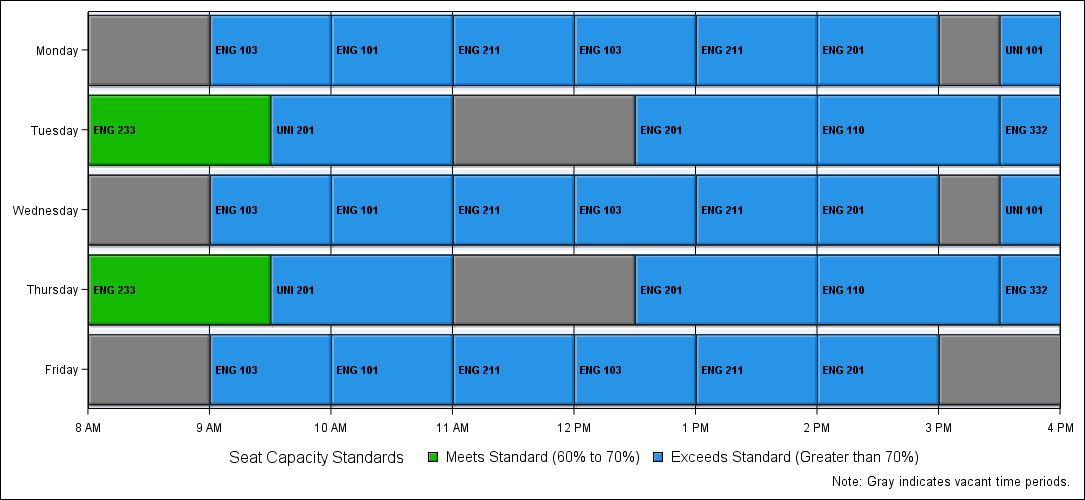 Monday ENG 103 ENG 101 ENG 211 ENG 103 ENG 211 ENG 201 UNI 101
Tuesday ENG 233 UNI 201 ENG 201 ENG 110 ENG 332
Wednesday ENG 103 ENG 101 ENG 211 ENG 103 ENG 211 ENG 201 UNI 101
Thursday ENG 233 UNI 201 ENG 201 ENG 110 ENG 332
Friday ENG 103 ENG 101 ENG 211 ENG 103 ENG 211 ENG 201
8 AM 9 AM 10 AM 11 AM 12 PM 1 PM 2 PM 3 PM 4 PM
Seat Capacity Standards Meets Standard (60% to 70%) Exceeds Standard (Greater than 70%)
Note: Gray indicates vacant time periods.